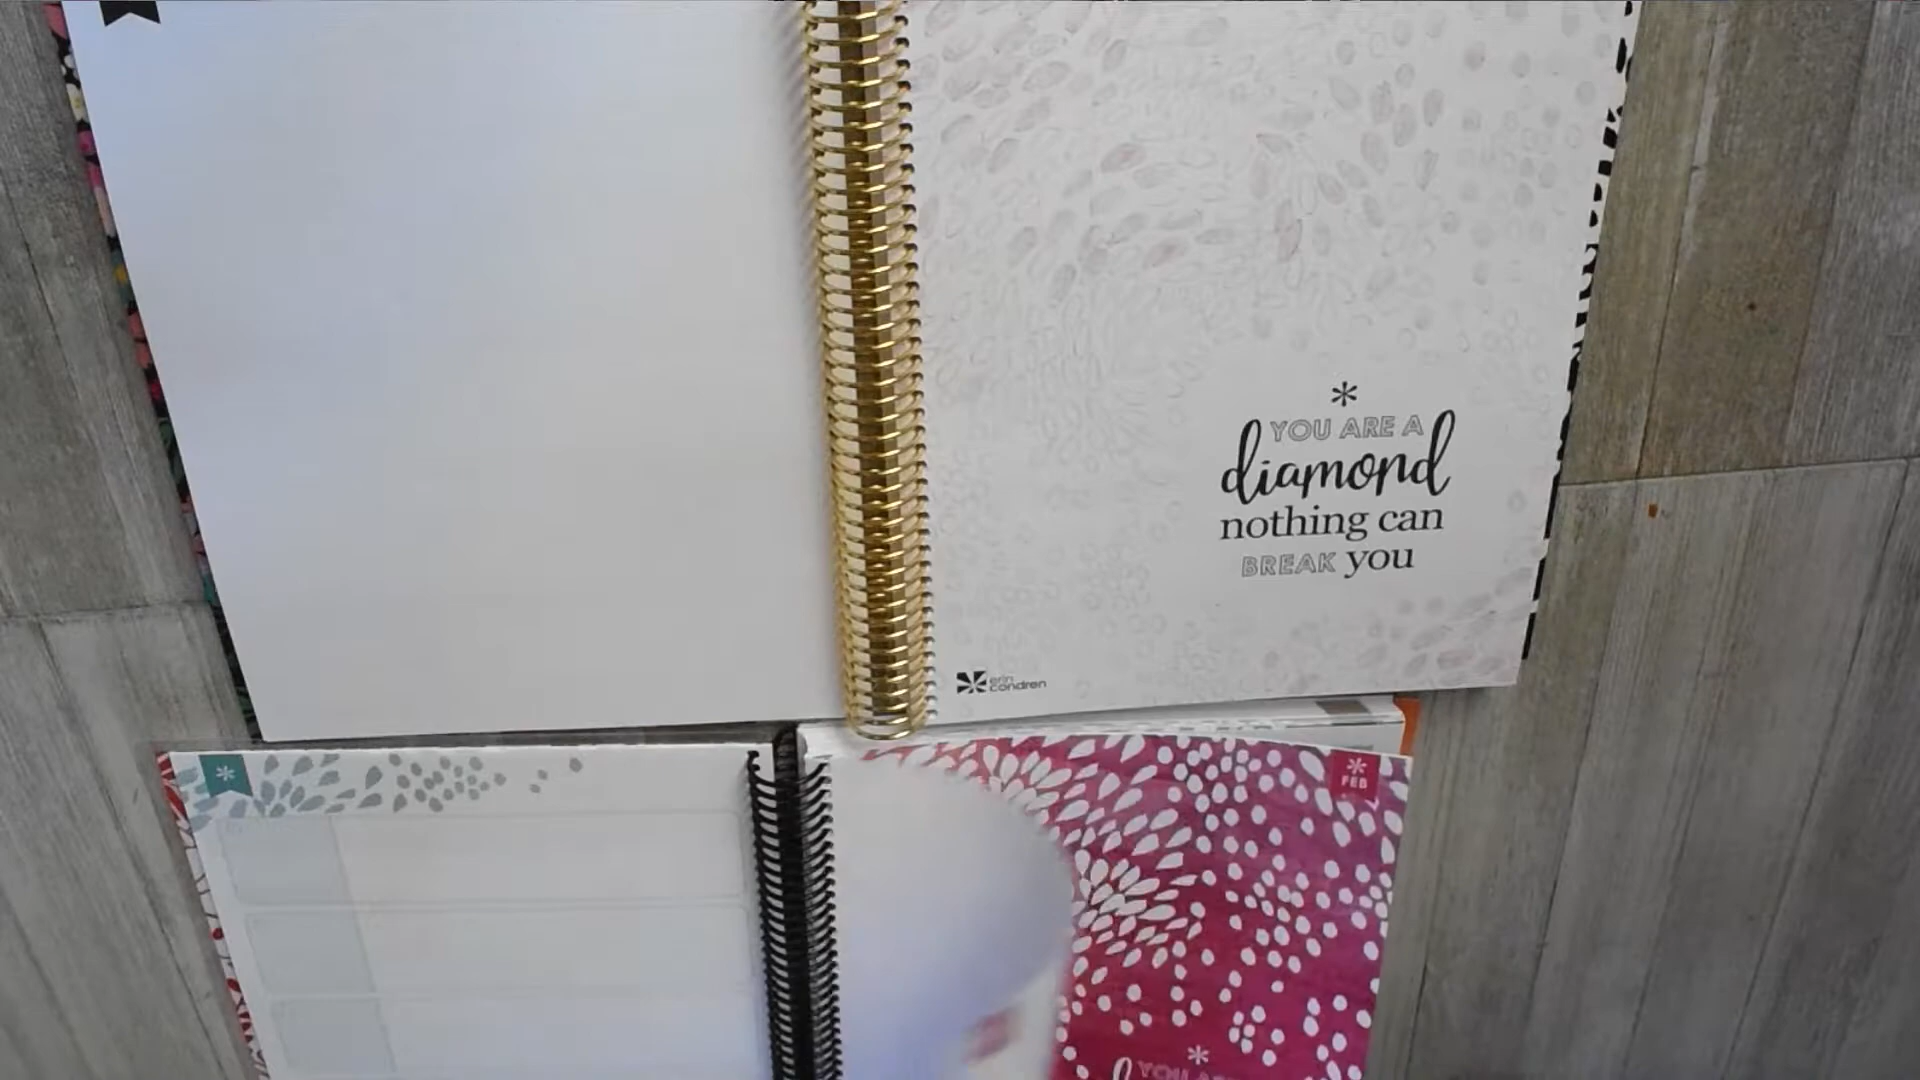 YOU ARE A
diamond
nothing can
BREAK you
erin
condren
FEB